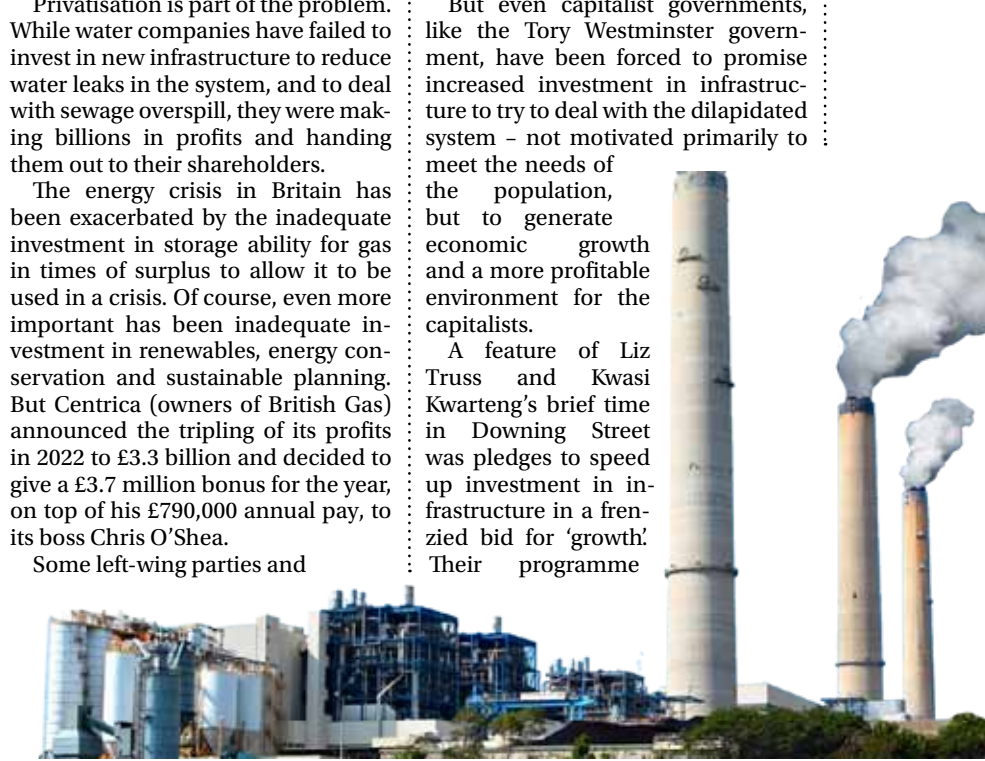 Privatisation is part of the problem.
While water companies have failed to
invest in new infrastructure to reduce
water leaks in the system, and to deal
with sewage overspill, they were mak-
ing billions in profits and handing
them out to their shareholders.
The energy crisis in Britain has
been exacerbated by the inadequate
investment in storage ability for gas
in times of surplus to allow it to be
used in a crisis. Of course, even more
important has been inadequate in-
vestment in renewables, energy con-
servation and sustainable planning.
But Centrica (owners of British Gas)
announced the tripling of its profits
in 2022 to £3.3 billion and decided to
give a £3.7 million bonus for the year,
on top of his £790,000 annual pay, to
its boss Chris O’Shea.
Some left-wing parties and
But even capitalist governments,
like the Tory Westminster govern-
ment, have been forced to promise
increased investment in infrastruc-
ture to try to deal with the dilapidated
system – not motivated primarily to
meet the needs of
the population,
but to generate
economic growth
and a more profitable
environment for the
capitalists.
A feature of Liz
Truss and Kwasi
Kwarteng’s brief time
in Downing Street
was pledges to speed
up investment in in-
frastructure in a fren-
zied bid for ‘growth’.
Their programme